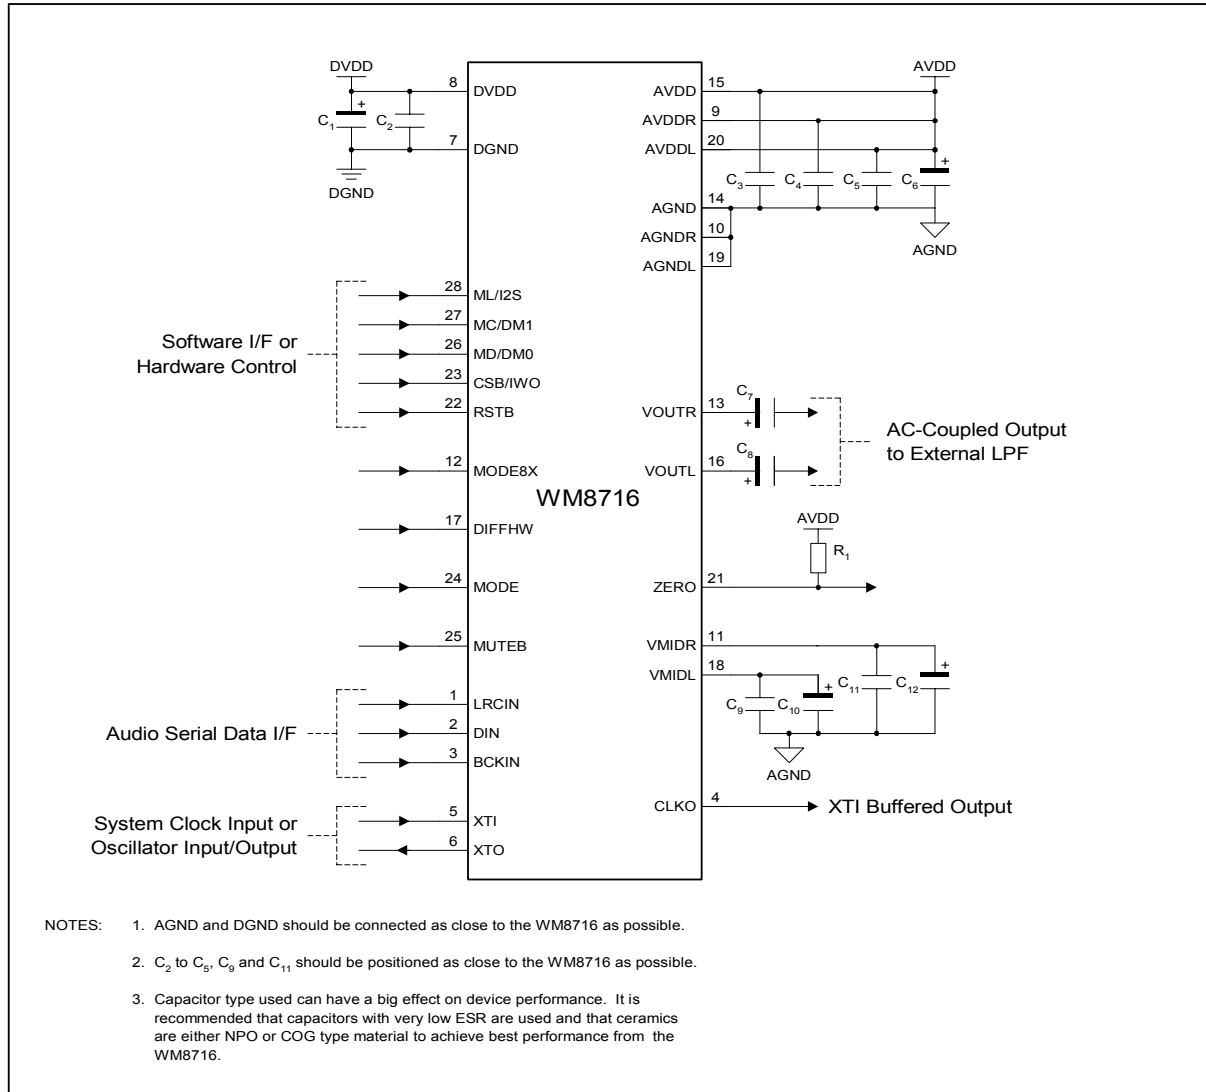 DVDD
8
DVDD
C1
+
C2
7
DGND
DGND
15
AVDD
AVDD
9
AVDDR
20
AVDDL
C3
C4
C5
C6
+
14
AGND
10
AGNDR
19
AGNDL
AGND
Software I/F or
Hardware Control
28
ML/I2S
27
MC/DM1
26
MD/DM0
23
CSB/IWO
22
RSTB
12
MODE8X
17
DIFFHW
24
MODE
25
MUTEB
Audio Serial Data I/F
1
LRCIN
2
DIN
3
BCKIN
System Clock Input or
Oscillator Input/Output
5
XTI
6
XTO
WM8716
VOUTR
13
C7
+
VOUTL
16
C8
+
AC-Coupled Output
to External LPF
AVDD
R1
ZERO
21
VMIDR
11
VMIDL
18
C9
C10
+
C11
C12
+
AGND
CLKO
4
XTI Buffered Output
NOTES: 1. AGND and DGND should be connected as close to the WM8716 as possible.
2. C2 to C5, C9 and C11 should be positioned as close to the WM8716 as possible.
3. Capacitor type used can have a big effect on device performance. It is
recommended that capacitors with very low ESR are used and that ceramics
are either NPO or COG type material to achieve best performance from the
WM8716.